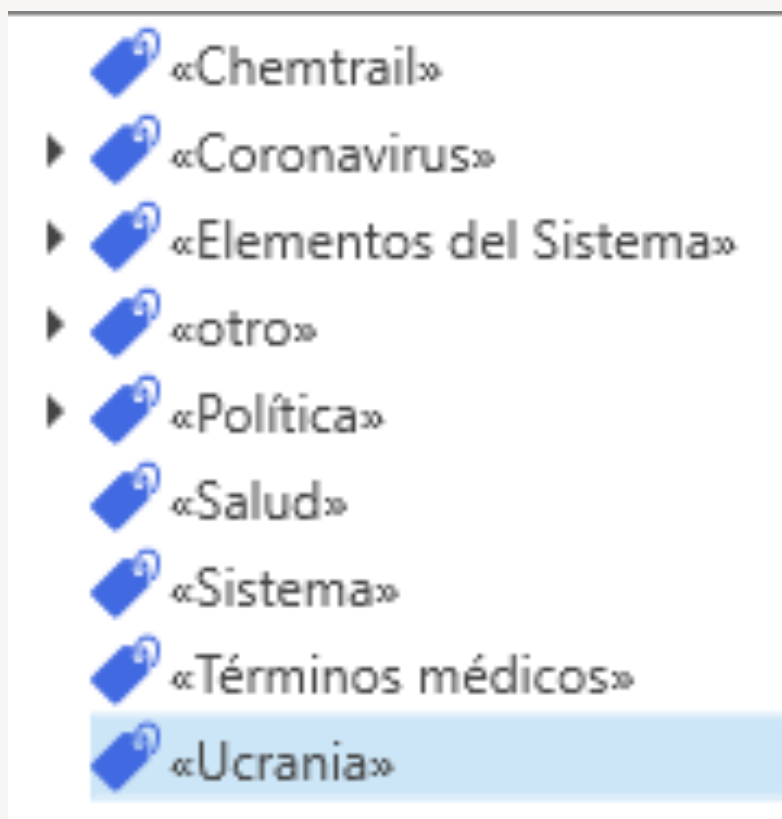 «Chemtrail»
«Coronavirus»
«Elementos del Sistema»
«otro»
«Política»
«Salud»
«Sistema»
«Términos médicos»
«Ucrania»